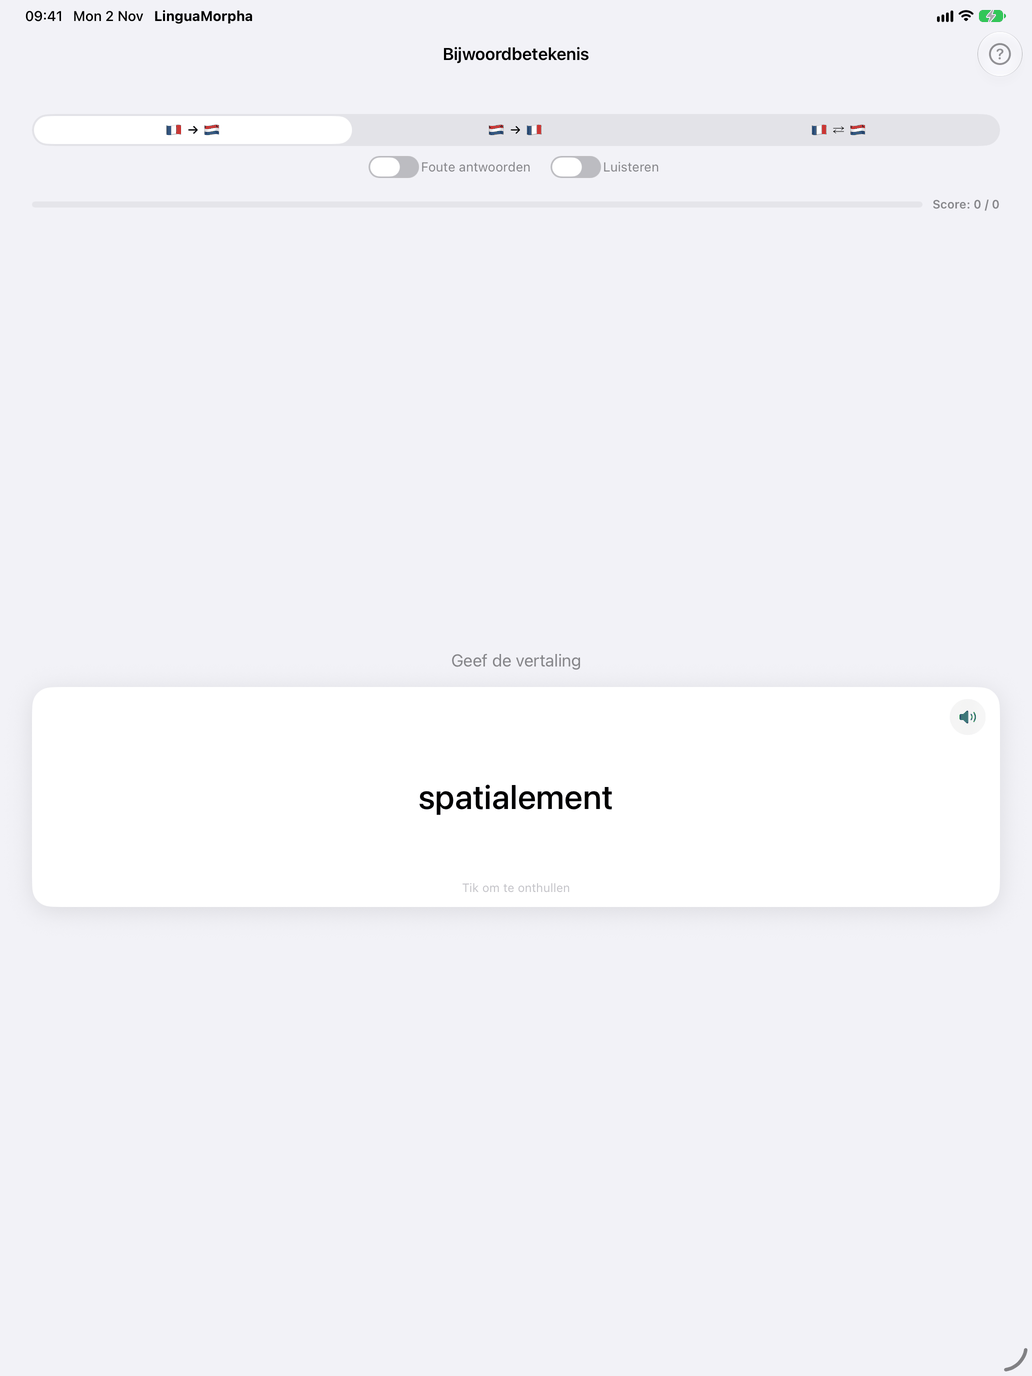 09:41 Mon 2 Nov LinguaMorpha
Bijwoordbetekenis
🇫🇷 → 🇳🇱
🇳🇱 → 🇫🇷
🇫🇷 ⇄ 🇳🇱
Foute antwoorden
Luisteren
Score: 0 / 0
Geef de vertaling
spatialement
Tik om te onthullen